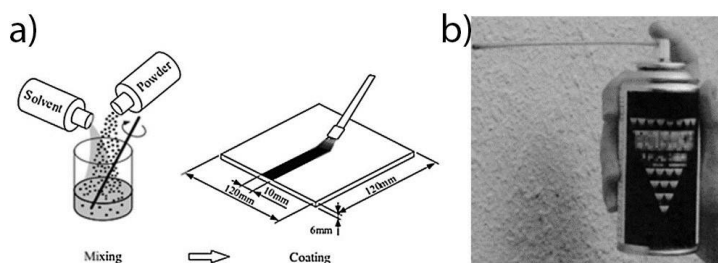 a)
b)
Solvent
Powder
120mm
10mm
120mm
6mm
Mixing
Coating